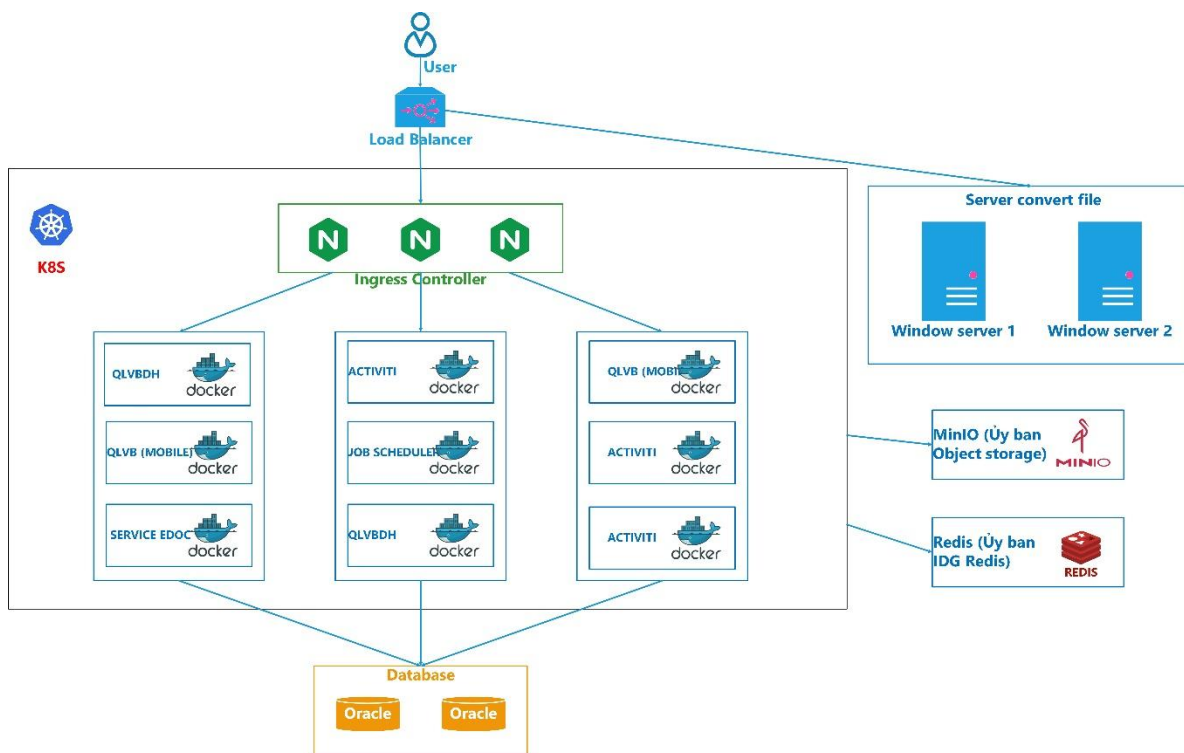 User
Load Balancer
K8S
N
N
N
Ingress Controller
Server convert file
Window server 1
Window server 2
QLVBDH
docker
QLVB (MOBILE)
docker
SERVICE EDOC
docker
ACTIVITI
docker
JOB SCHEDULER
docker
QLVBDH
docker
QLVB (MOBI
docker
ACTIVITI
docker
ACTIVITI
docker
MinIO (Ủy ban
Object storage)
MINIO
Redis (Ủy ban
IDG Redis)
REDIS
Database
Oracle
Oracle